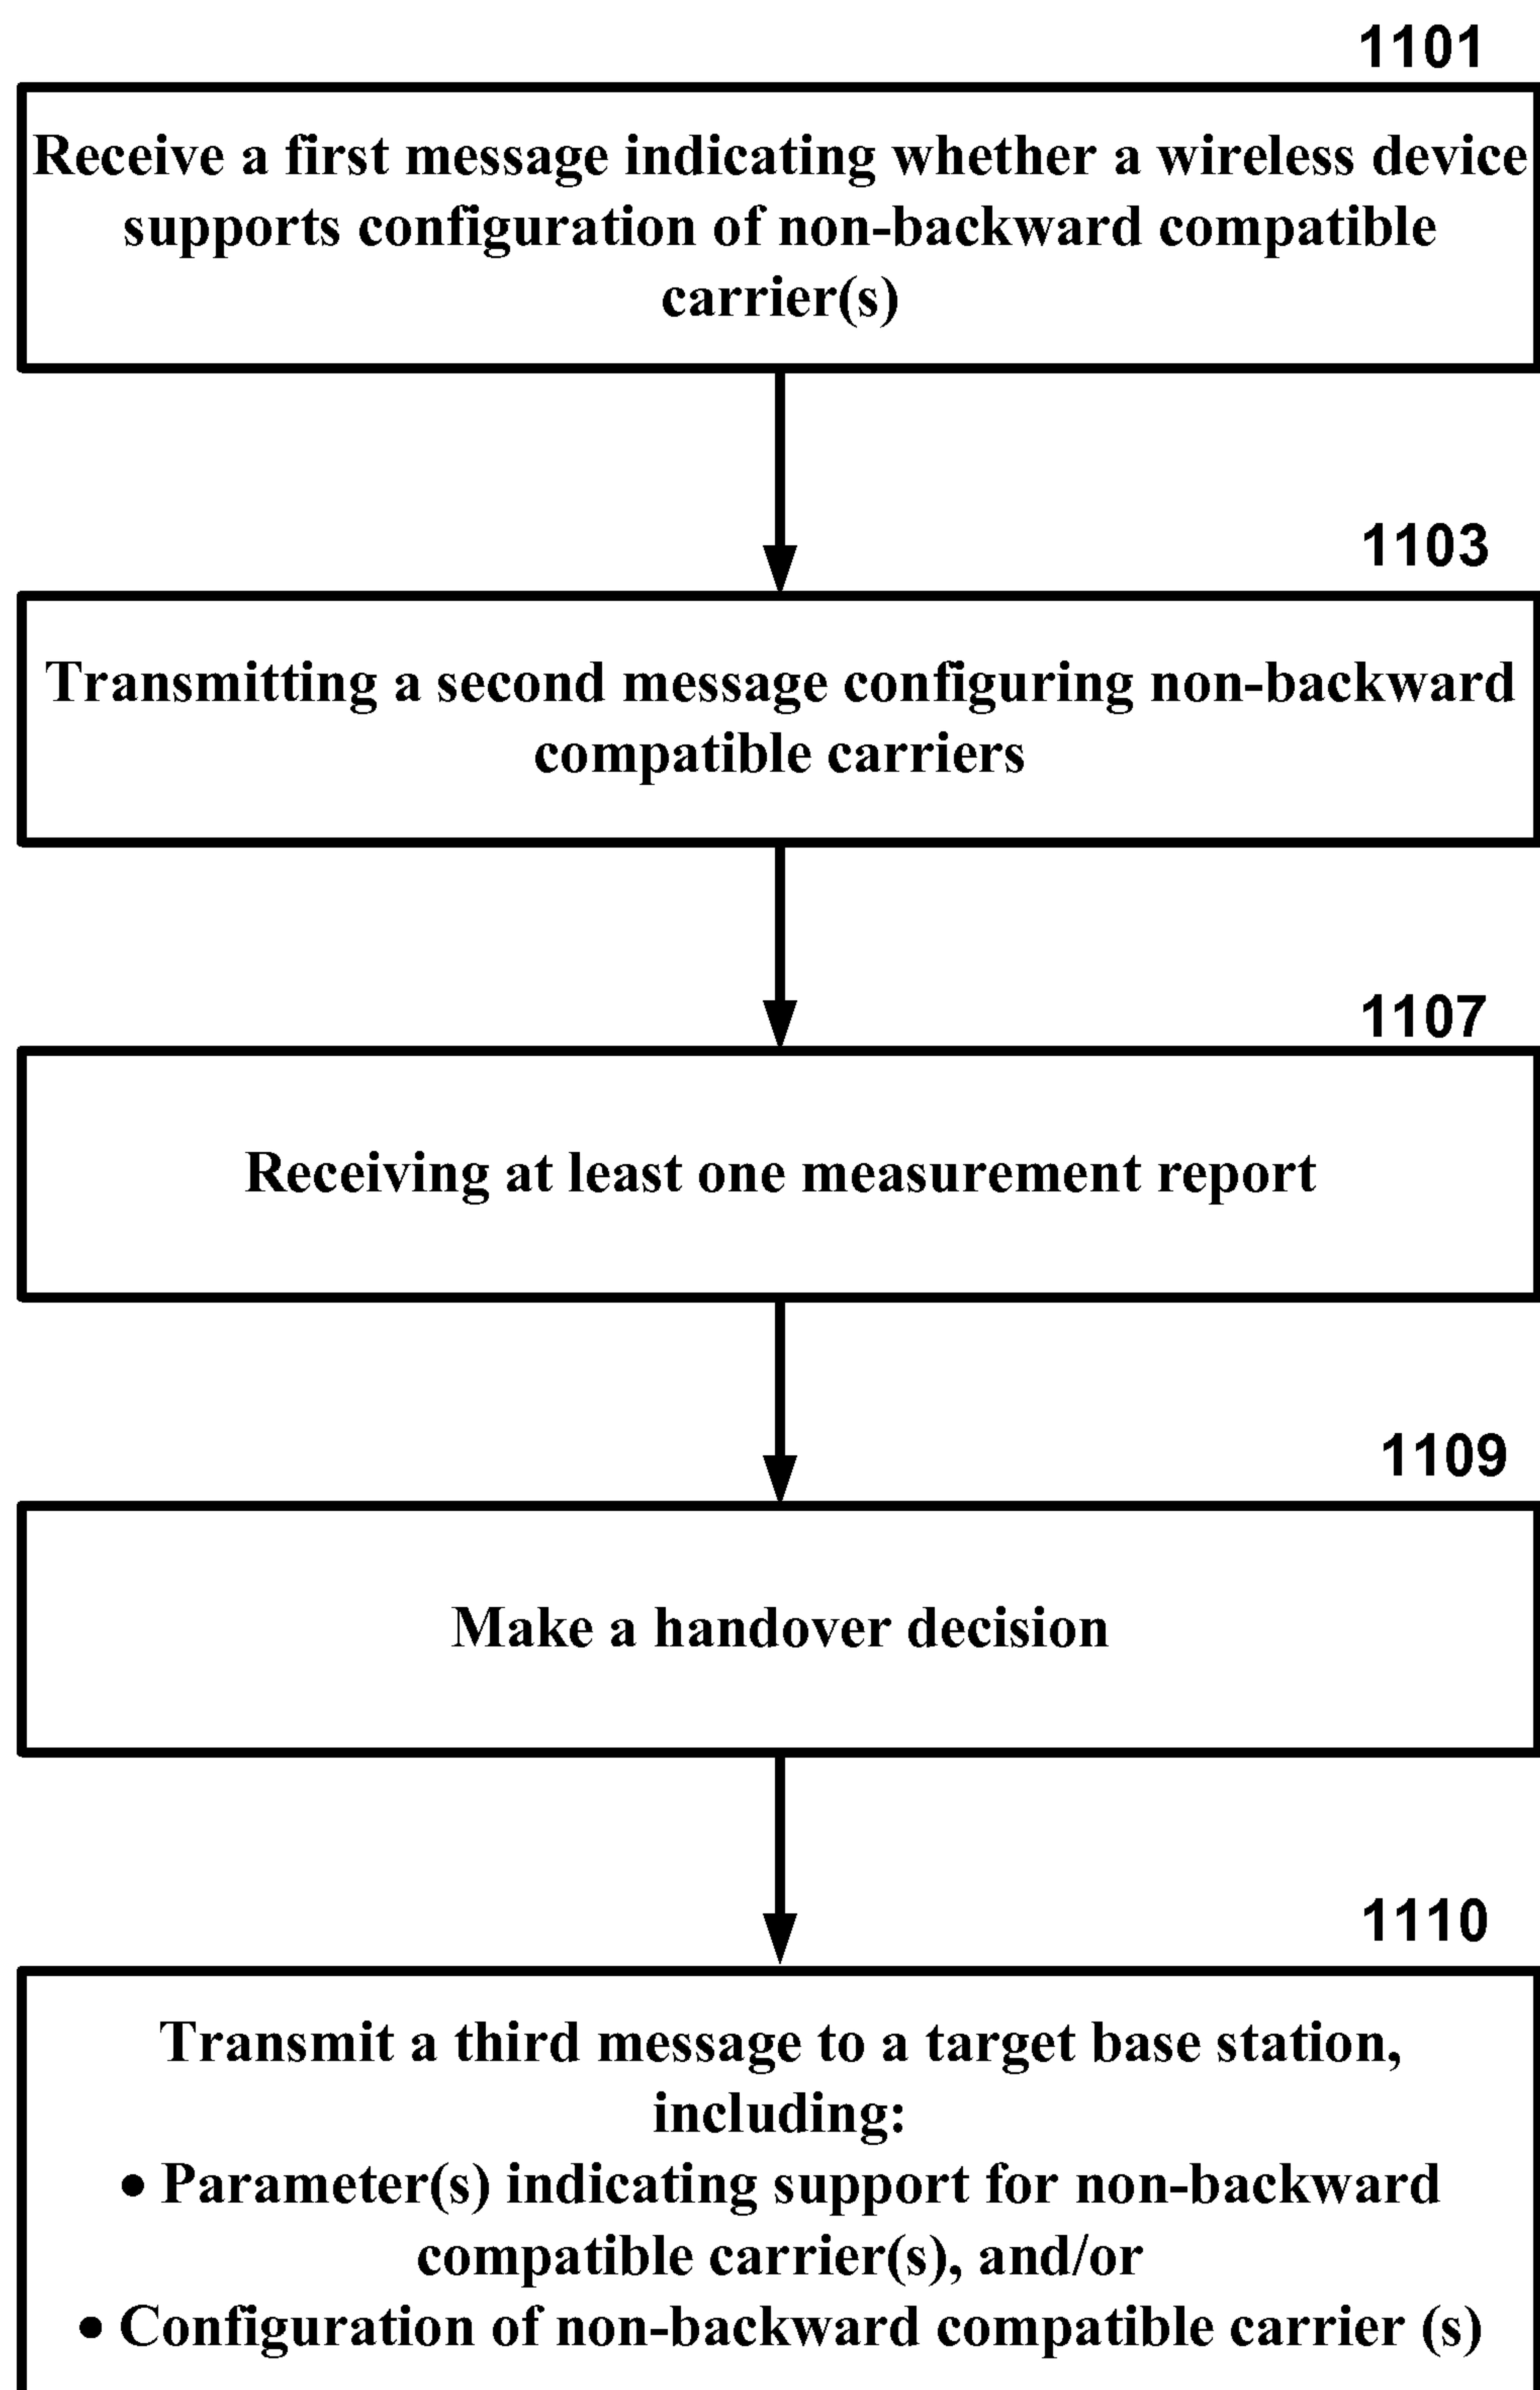 1101
Receive a first message indicating whether a wireless device
supports configuration of non-backward compatible
carrier(s)
1103
Transmitting a second message configuring non-backward
compatible carriers
1107
Receiving at least one measurement report
1109
Make a handover decision
1110
Transmit a third message to a target base station,
including:
• Parameter(s) indicating support for non-backward
compatible carrier(s), and/or
• Configuration of non-backward compatible carrier (s)